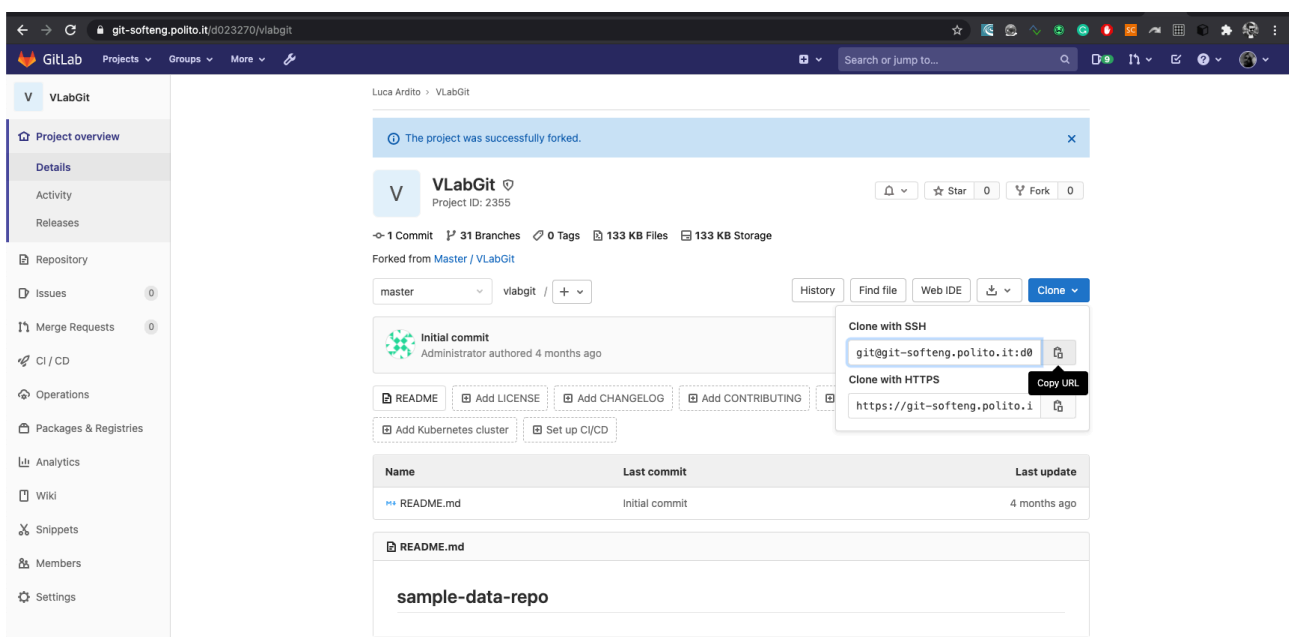 git-softeng.polito.it/d023270/vlabgit
GitLab Projects Groups More Search or jump to... 9
V VLabGit
Project overview
Details
Activity
Releases
Repository
Issues 0
Merge Requests 0
CI / CD
Operations
Packages & Registries
Analytics
Wiki
Snippets
Members
Settings
Luca Ardito > VLabGit
The project was successfully forked.
V VLabGit
Project ID: 2355
Star 0 Fork 0
1 Commit 31 Branches 0 Tags 133 KB Files 133 KB Storage
Forked from Master / VLabGit
master vlabgit / + History Find file Web IDE Clone
Initial commit
Administrator authored 4 months ago
Clone with SSH
git@git-softeng.polito.it:d0
Copy URL
Clone with HTTPS
https://git-softeng.polito.i
README Add LICENSE Add CHANGELOG Add CONTRIBUTING
Add Kubernetes cluster Set up CI/CD
Name Last commit Last update
README.md Initial commit 4 months ago
README.md
sample-data-repo